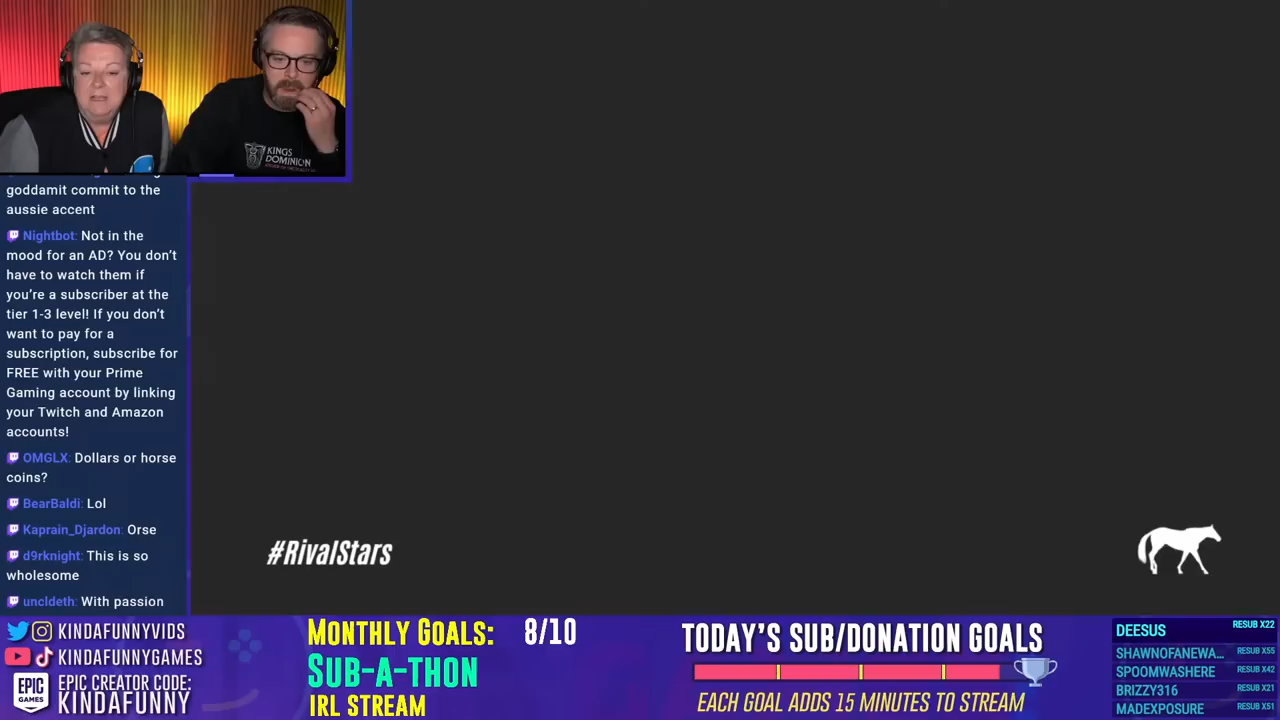 KINGS
DOMINION
goddamit commit to the
aussie accent
Nightbot: Not in the
mood for an AD? You don't
have to watch them if
you're a subscriber at the
tier 1-3 level! If you don't
want to pay for a
subscription, subscribe for
FREE with your Prime
Gaming account by linking
your Twitch and Amazon
accounts!
OMGLX: Dollars or horse
coins?
BearBaldi: Lol
Kaprain_Djardon: Orse
d9rknight: This is so
wholesome
uncldeth: With passion
#RivalStars
KINDAFUNNYVIDS
KINDAFUNNYGAMES
EPIC
GAMES
EPIC CREATOR CODE:
KINDAFUNNY
MONTHLY GOALS: 8/10
SUB-A-THON
IRL STREAM
TODAY'S SUB/DONATION GOALS
EACH GOAL ADDS 15 MINUTES TO STREAM
DEESUS RESUB X22
SHAWNOFANEWA... RESUB X55
SPOOMWASHERE RESUB X42
BRIZZY316 RESUB X21
MADEXPOSURE RESUB X51